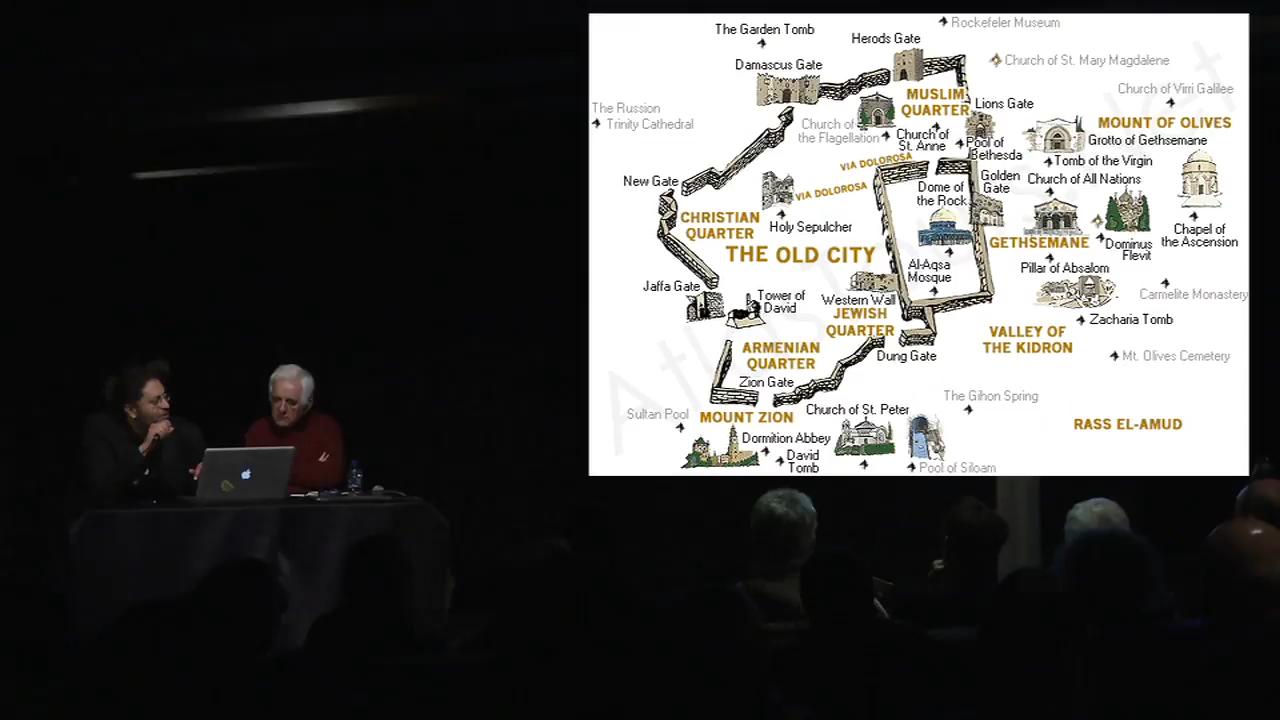 Rockefeler Museum
The Garden Tomb
Herods Gate
Church of St. Mary Magdalene
Damascus Gate
Church of Virri Galilee
MUSLIM
QUARTER
Lions Gate
The Russion
Trinity Cathedral
MOUNT OF OLIVES
Church of
the Flagellation
Church of
St. Anne
Pool of
Bethesda
Grotto of Gethsemane
Tomb of the Virgin
VIA DOLOROSA
New Gate
VIA DOLOROSA
Dome of
the Rock
Golden
Gate
Church of All Nations
CHRISTIAN
QUARTER
Holy Sepulcher
THE OLD CITY
GETHSEMANE
Dominus
Flevit
Chapel of
the Ascension
Al-Aqsa
Mosque
Pillar of Absalom
Jaffa Gate
Tower of
David
Western Wall
Carmelite Monastery
JEWISH
QUARTER
Zacharia Tomb
VALLEY OF
THE KIDRON
ARMENIAN
QUARTER
Dung Gate
Mt. Olives Cemetery
Zion Gate
The Gihon Spring
Sultan Pool
MOUNT ZION
Church of St. Peter
RASS EL-AMUD
Dormition Abbey
David
Tomb
Pool of Siloam